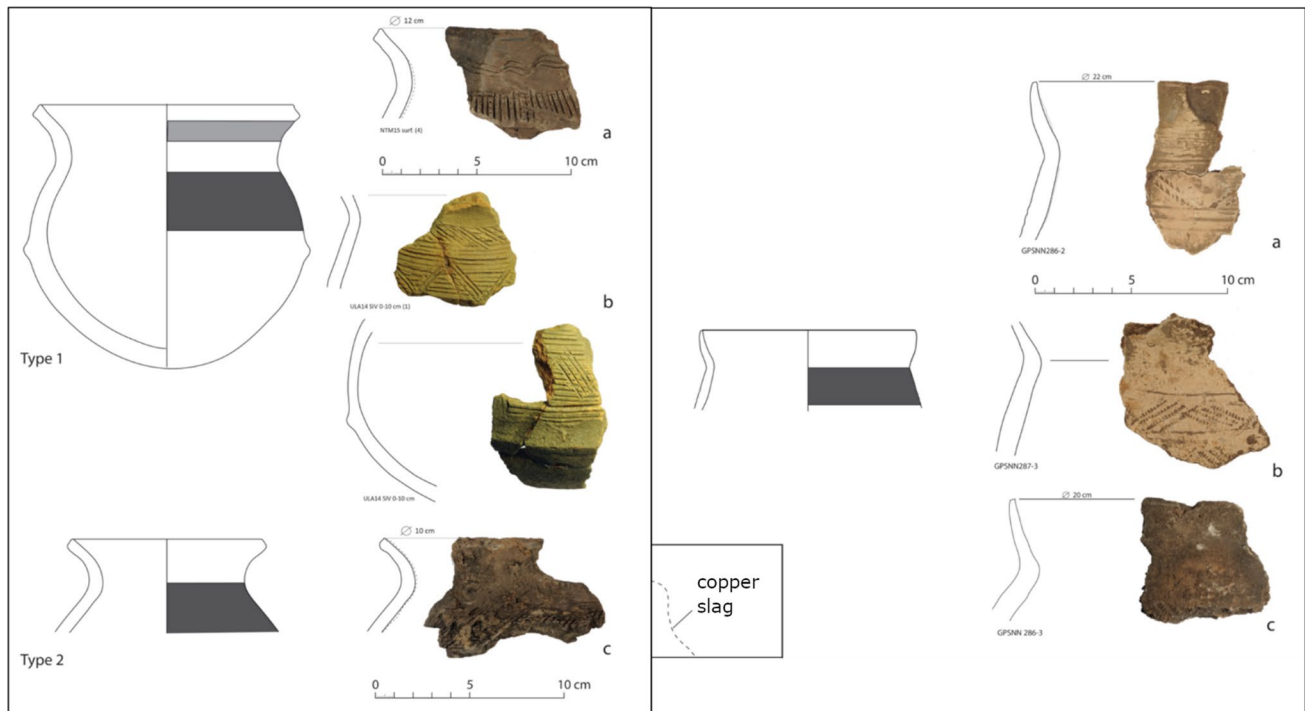 Ø 12 cm
NTM15 surf. (4)
a
0 5 10 cm
ULA14 SIV 0-10 cm (1)
b
Type 1
ULA14 SIV 0-10 cm
Ø 10 cm
c
Type 2
0 5 10 cm
Ø 22 cm
GPSNN286-2
a
0 5 10 cm
GPSNN287-3
b
Ø 20 cm
GPSNN 286-3
c
copper
slag